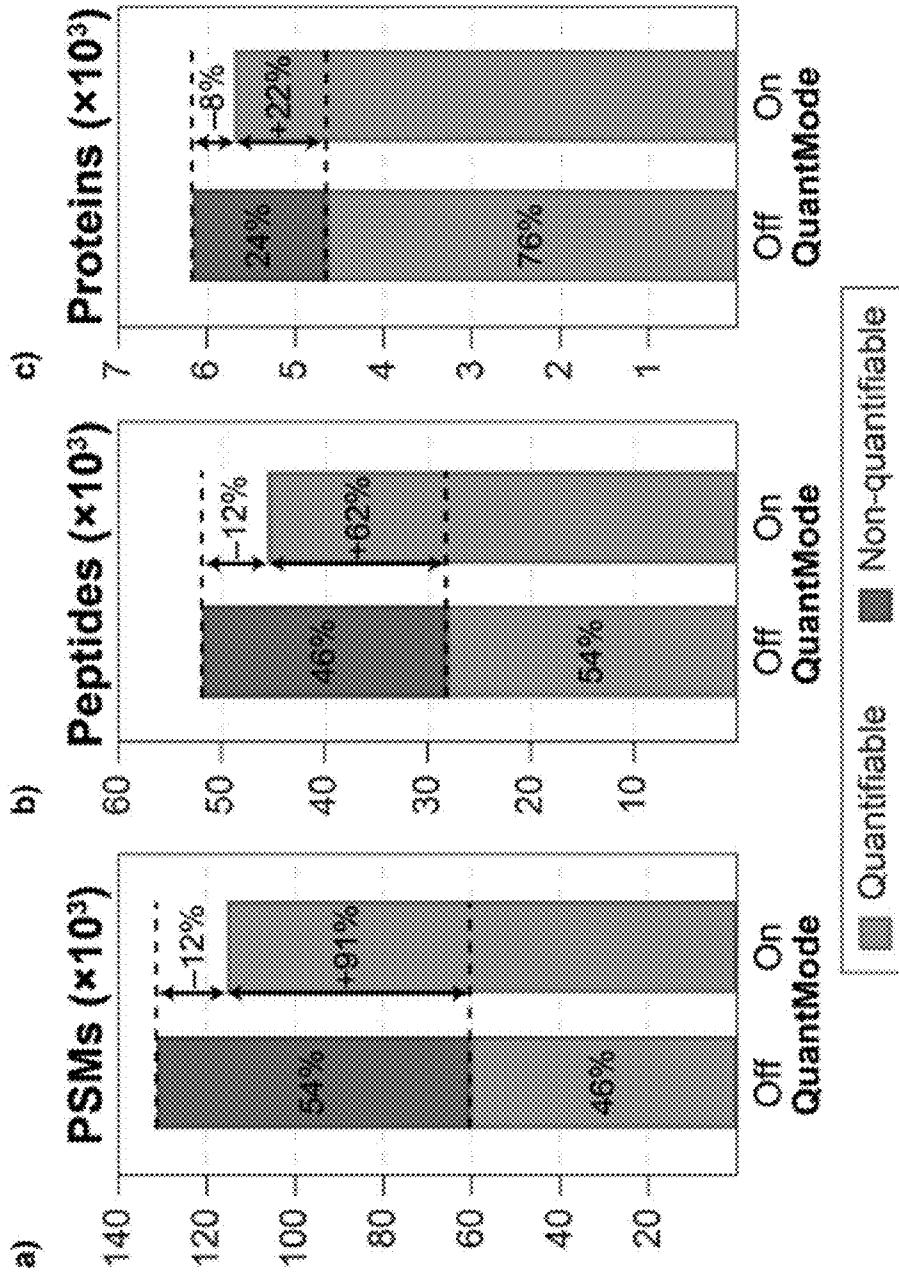 a)
PSMs (×10³)
140
120
100
80
60
40
20
−12%
+91%
54%
46%
Off
On
QuantMode
b)
Peptides (×10³)
60
50
40
30
20
10
−12%
+62%
46%
54%
Off
On
QuantMode
c)
Proteins (×10³)
7
6
5
4
3
2
1
−8%
+22%
24%
76%
Off
On
QuantMode
Quantifiable
Non-quantifiable